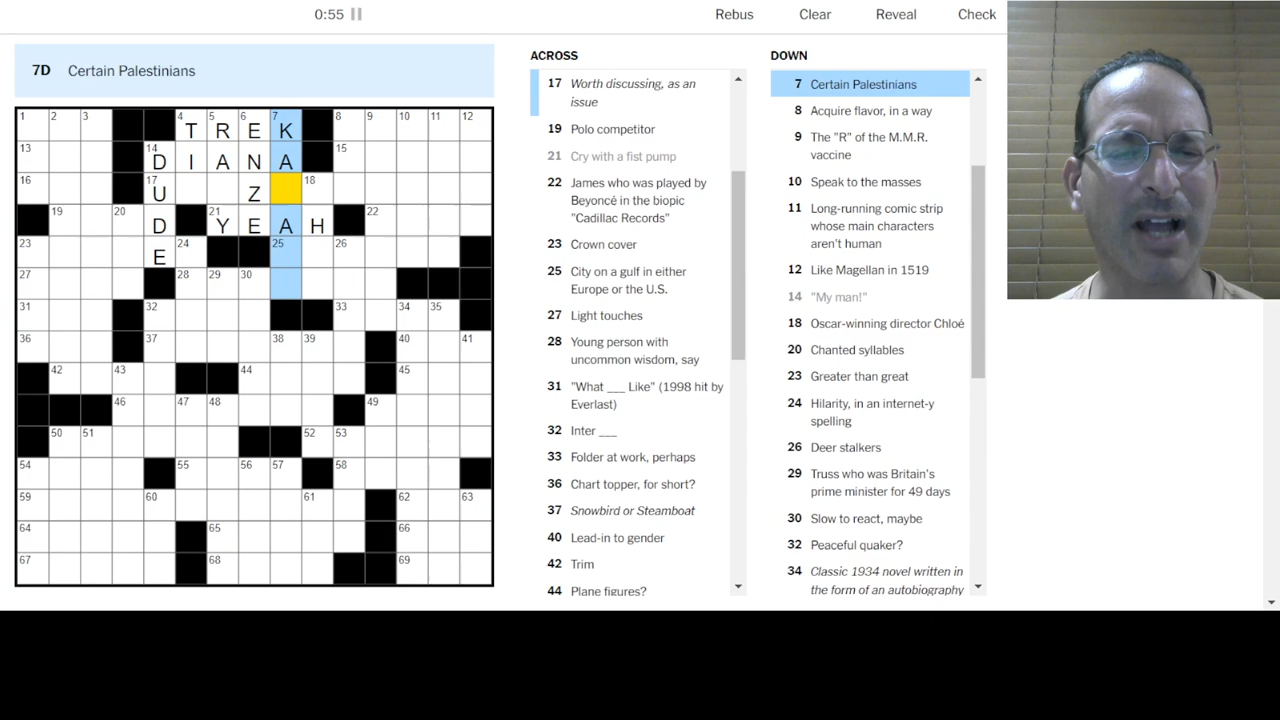 0:55
Rebus Clear Reveal Check
7D Certain Palestinians
1 2 3 4 T 5 R 6 E 7 K 8 9 10 11 12
13 14 D I A N A 15
16 17 U Z 18
19 20 D 21 Y E A H 22
23 E 24 25 26
27 28 29 30
31 32 33 34 35
36 37 38 39 40 41
42 43 44 45
46 47 48 49
50 51 52 53
54 55 56 57 58
59 60 61 62 63
64 65 66
67 68 69
ACROSS
17 Worth discussing, as an
issue
19 Polo competitor
21 Cry with a fist pump
22 James who was played by
Beyoncé in the biopic
"Cadillac Records"
23 Crown cover
25 City on a gulf in either
Europe or the U.S.
27 Light touches
28 Young person with
uncommon wisdom, say
31 "What ___ Like" (1998 hit by
Everlast)
32 Inter ___
33 Folder at work, perhaps
36 Chart topper, for short?
37 Snowbird or Steamboat
40 Lead-in to gender
42 Trim
44 Plane figures?
DOWN
7 Certain Palestinians
8 Acquire flavor, in a way
9 The "R" of the M.M.R.
vaccine
10 Speak to the masses
11 Long-running comic strip
whose main characters
aren't human
12 Like Magellan in 1519
14 "My man!"
18 Oscar-winning director Chloé
20 Chanted syllables
23 Greater than great
24 Hilarity, in an internet-y
spelling
26 Deer stalkers
29 Truss who was Britain's
prime minister for 49 days
30 Slow to react, maybe
32 Peaceful quaker?
34 Classic 1934 novel written in
the form of an autobiography